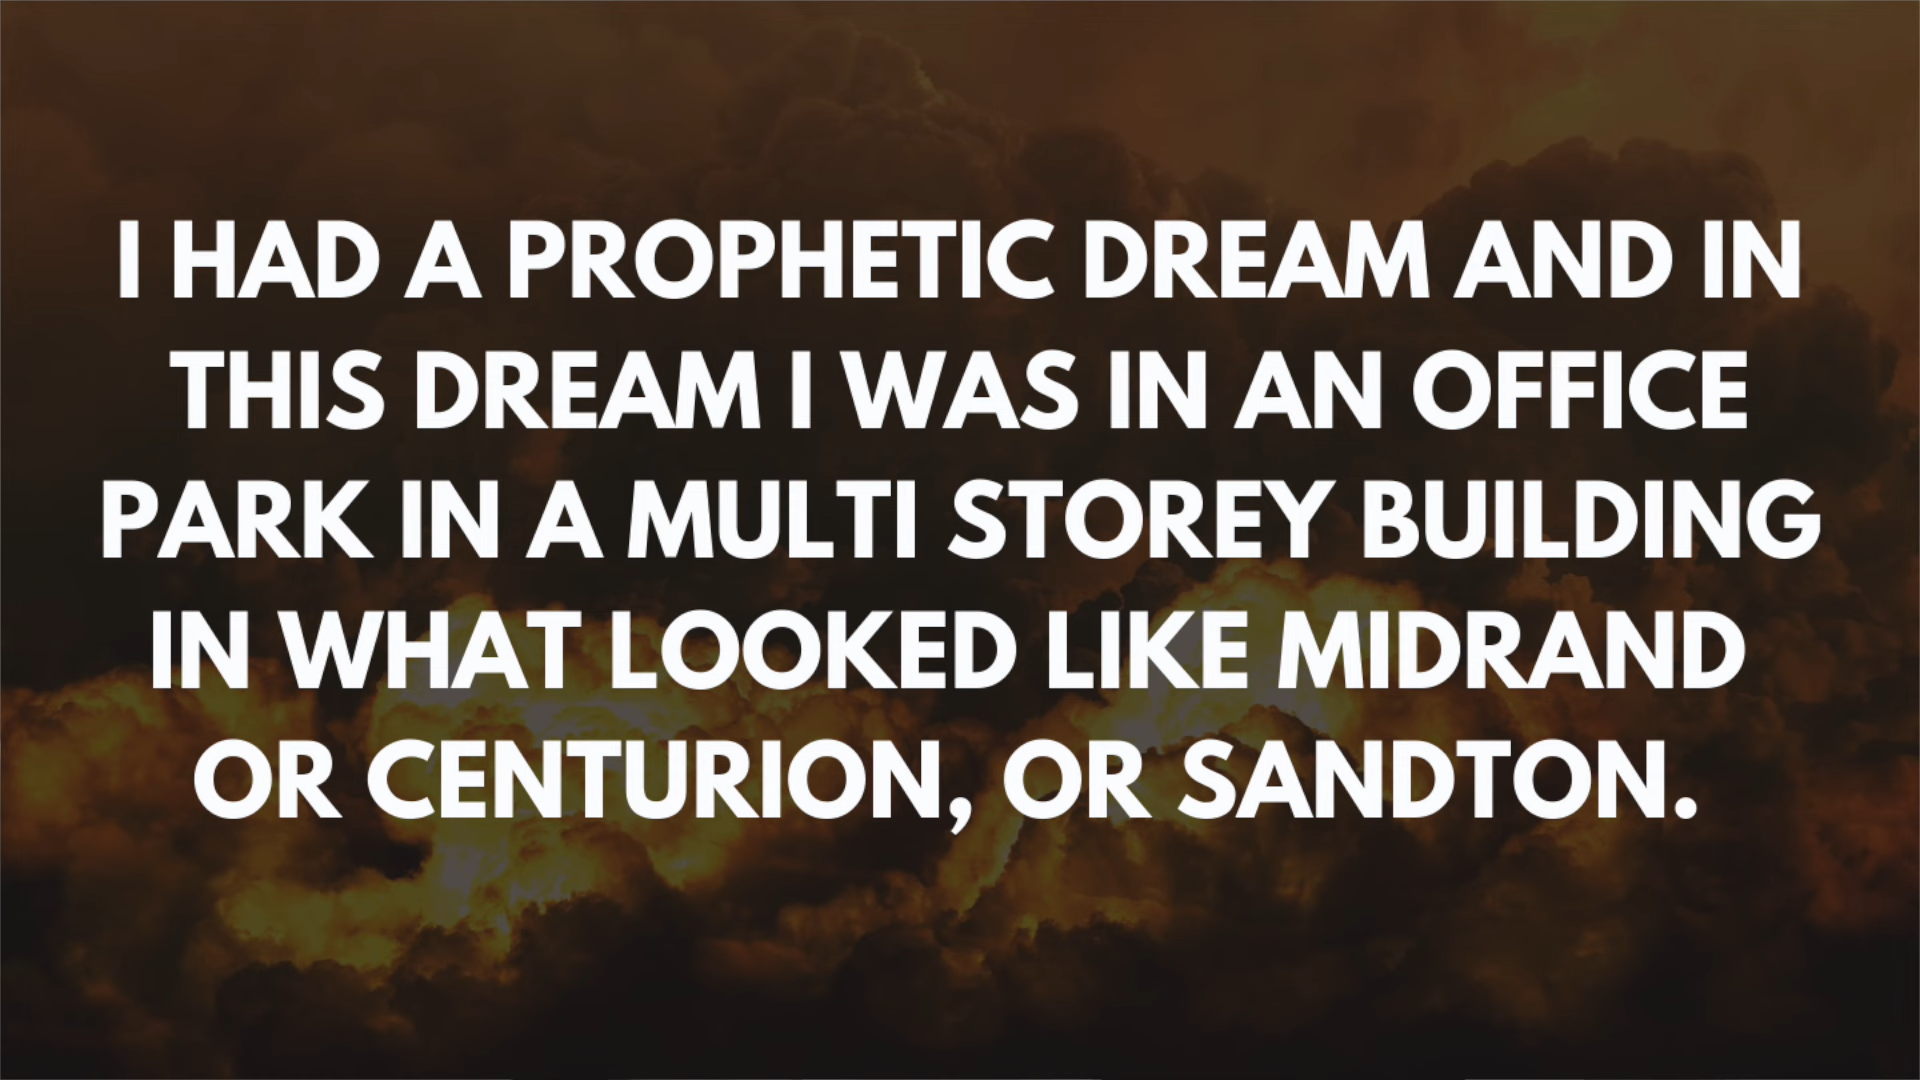 I HAD A PROPHETIC DREAM AND IN
THIS DREAM I WAS IN AN OFFICE
PARK IN A MULTI STOREY BUILDING
IN WHAT LOOKED LIKE MIDRAND
OR CENTURION, OR SANDTON.